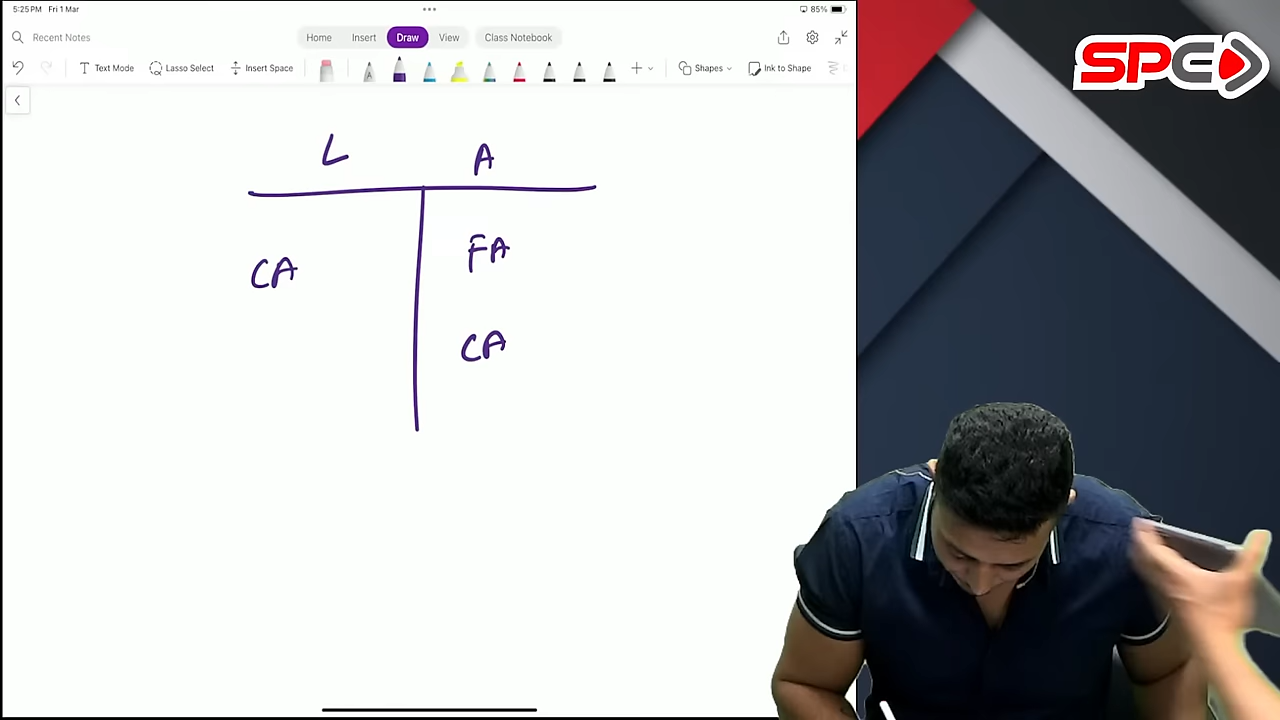 5:25 PM Fri 1 Mar
85%
Recent Notes
Home Insert Draw View Class Notebook
Text Mode Lasso Select Insert Space Shapes Ink to Shape
SPC
L A
FA
CA
CA